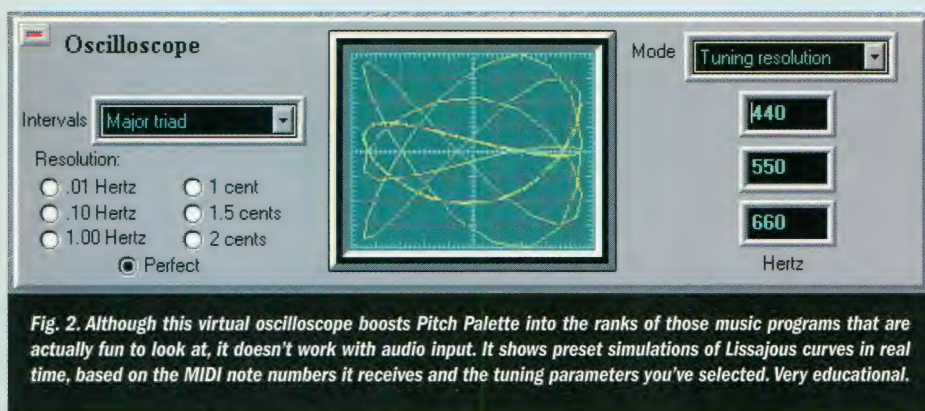 Oscilloscope
Intervals Major triad
Resolution:
.01 Hertz 1 cent
.10 Hertz 1.5 cents
1.00 Hertz 2 cents
Perfect
Mode Tuning resolution
440
550
660
Hertz
Fig. 2. Although this virtual oscilloscope boosts Pitch Palette into the ranks of those music programs that are
actually fun to look at, it doesn't work with audio input. It shows preset simulations of Lissajous curves in real
time, based on the MIDI note numbers it receives and the tuning parameters you've selected. Very educational.